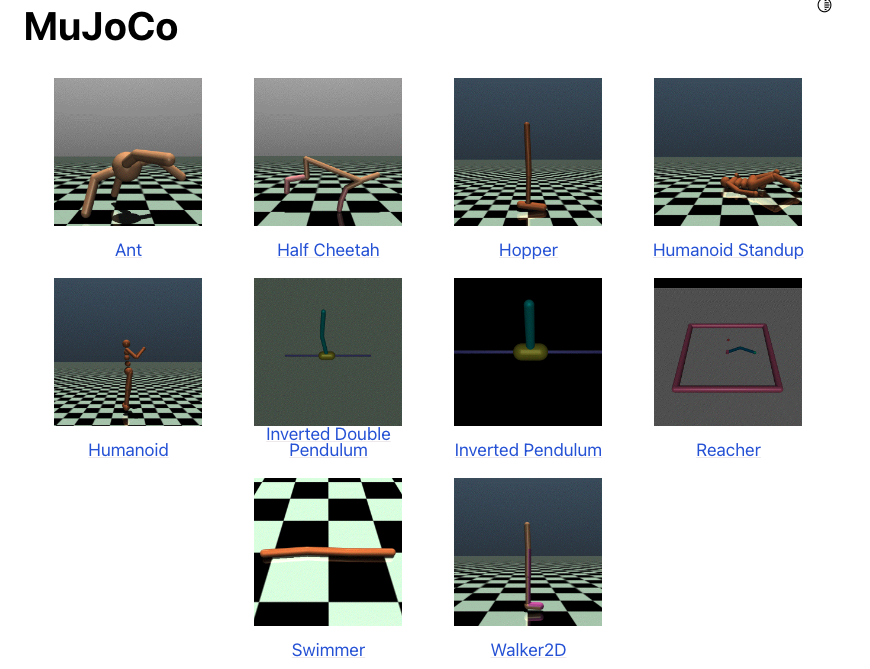 MuJoCo
Ant
Half Cheetah
Hopper
Humanoid Standup
Humanoid
Inverted Double
Pendulum
Inverted Pendulum
Reacher
Swimmer
Walker2D